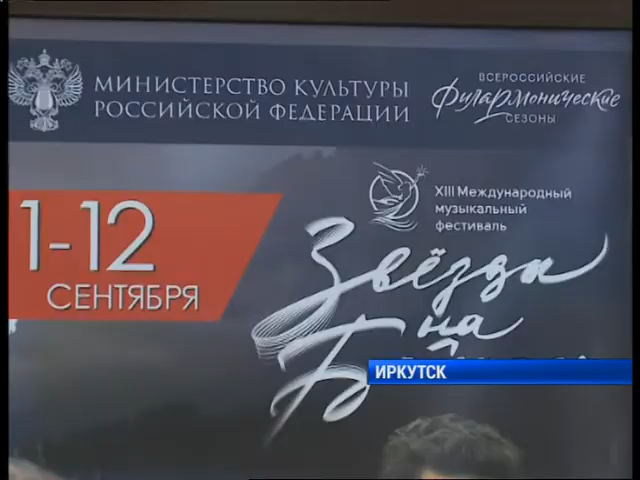 МИНИСТЕРСТВО КУЛЬТУРЫ
РОССИЙСКОЙ ФЕДЕРАЦИИ
ВСЕРОССИЙСКИЕ
Филармонические
СЕЗОНЫ
1-12
СЕНТЯБРЯ
XIII Международный
музыкальный
фестиваль
Звёзды
на
ИРКУТСК